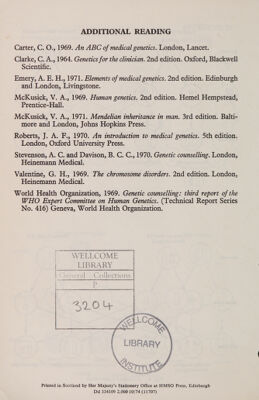 ADDITIONAL READING
Carter, C. O., 1969. An ABC of medical genetics. London, Lancet.
Clarke, C. A., 1964. Genetics for the clinician. 2nd edition. Oxford, Blackwell
Scientific.
Emery, A. E. H., 1971. Elements of medical genetics. 2nd edition. Edinburgh
and London, Livingstone.
McKusick, V. A., 1969. Human genetics. 2nd edition. Hemel Hempstead,
Prentice-Hall.
McKusick, V. A., 1971. Mendelian inheritance in man. 3rd edition. Balti-
more and London, Johns Hopkins Press.
Roberts, J. A. F., 1970. An introduction to medical genetics. 5th edition.
London, Oxford University Press.
Stevenson, A. C. and Davison, B. C. C., 1970. Genetic counselling. London,
Heinemann Medical.
Valentine, G. H., 1969. The chromosome disorders. 2nd edition. London,
Heinemann Medical.
World Health Organization, 1969. Genetic counselling: third report of the
WHO Expert Committee on Human Genetics. (Technical Report Series
No. 416) Geneva, World Health Organization.
WELLCOME
LIBRARY
General Collections
P
3204
WELLCOME
LIBRARY
INSTITUTE
Printed in Scotland by Her Majesty's Stationery Office at HMSO Press, Edinburgh
Dd 334109 2,000 10/74 (11707)